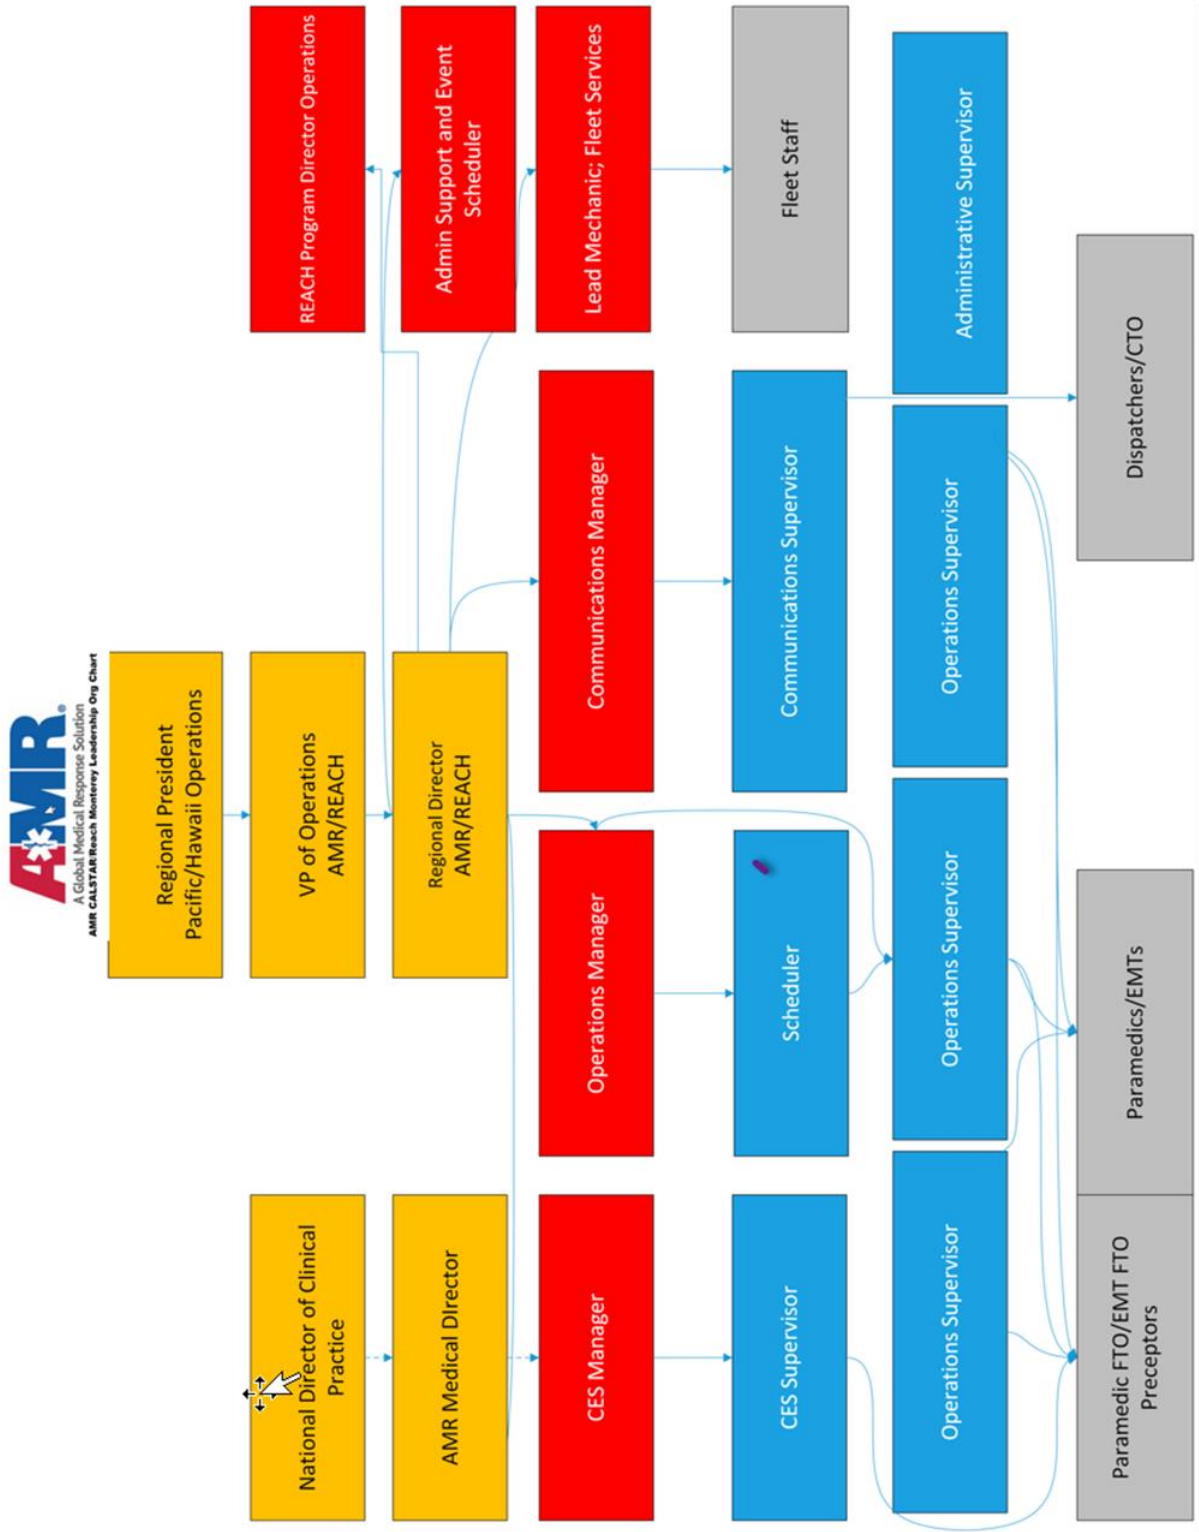 AMR®
A Global Medical Response Solution
AMR CALSTAR/Reach Monterey Leadership Org Chart
Regional President
Pacific/Hawaii Operations
National Director of Clinical
Practice
VP of Operations
AMR/REACH
REACH Program Director Operations
AMR Medical DIrector
Regional Director
AMR/REACH
Admin Support and Event
Scheduler
CES Manager
Operations Manager
Communications Manager
Lead Mechanic; Fleet Services
CES Supervisor
Scheduler
Communications Supervisor
Fleet Staff
Operations Supervisor
Operations Supervisor
Operations Supervisor
Administrative Supervisor
Paramedic FTO/EMT FTO
Preceptors
Paramedics/EMTs
Dispatchers/CTO